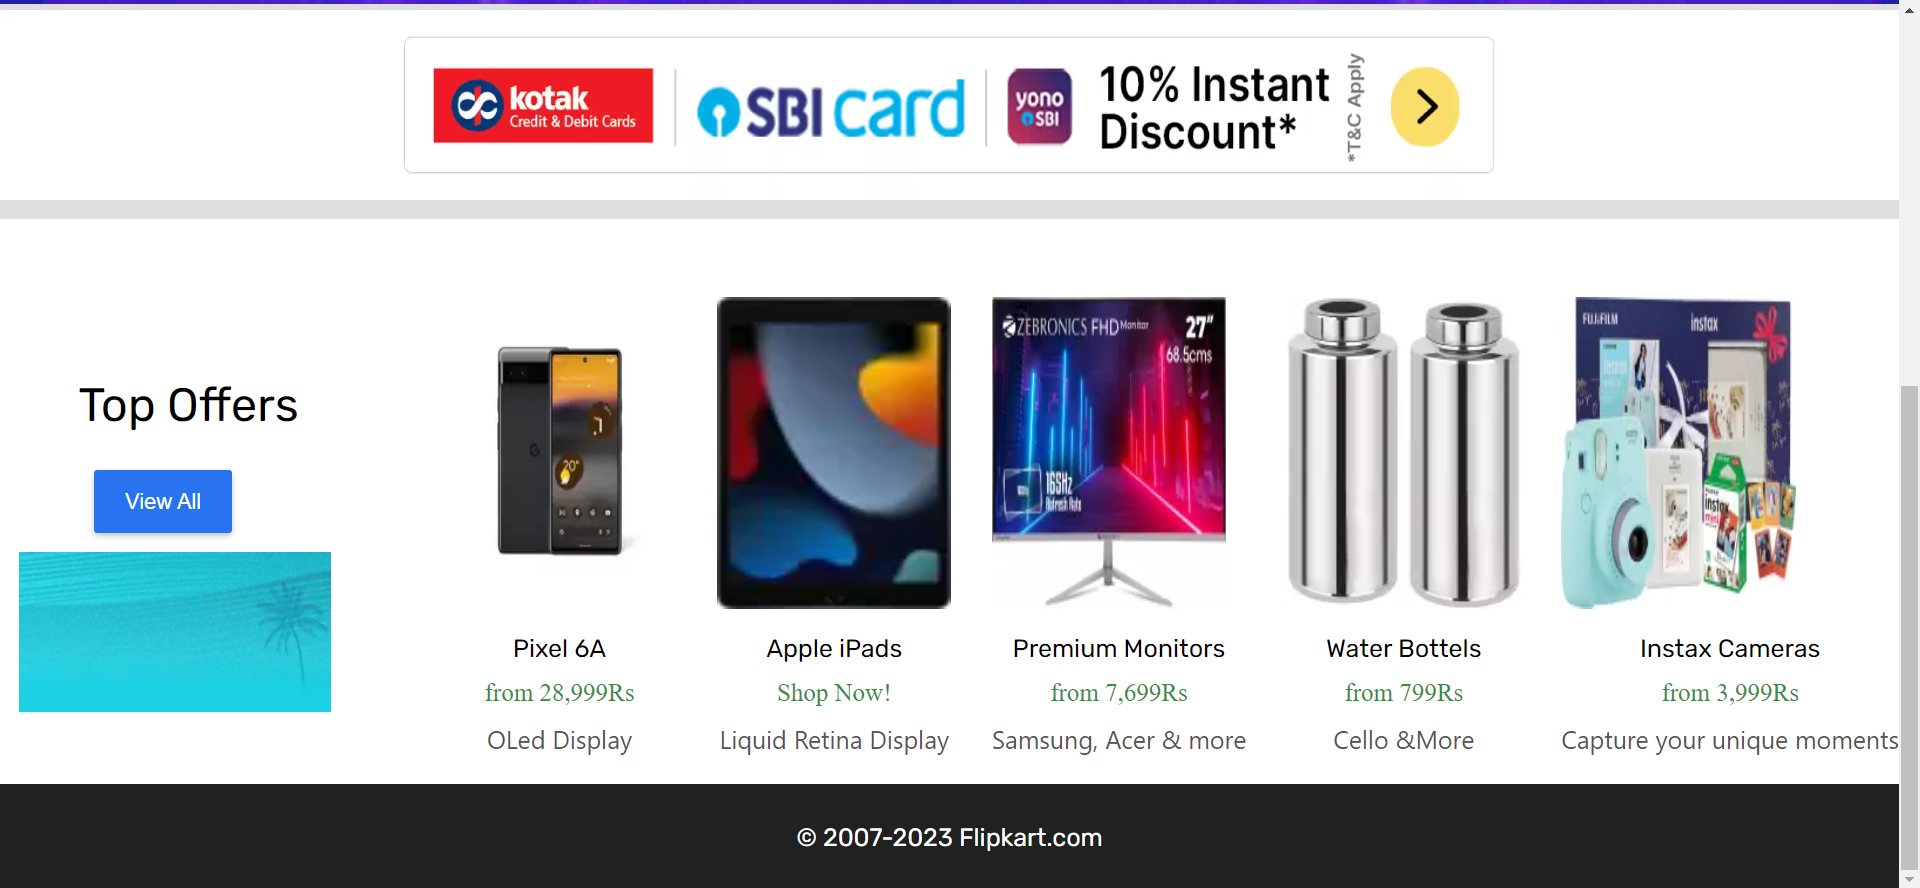 kotak
Credit & Debit Cards
SBI card
yono
SBI
10% Instant
Discount*
*T&C Apply
Top Offers
View All
ZEBRONICS FHD Monitor
27"
68.5cms
165Hz
Refresh Rate
FUJIFILM
instax
instax
mini
G
20°
Pixel 6A
from 28,999Rs
OLed Display
Apple iPads
Shop Now!
Liquid Retina Display
Premium Monitors
from 7,699Rs
Samsung, Acer & more
Water Bottels
from 799Rs
Cello &More
Instax Cameras
from 3,999Rs
Capture your unique moments
© 2007-2023 Flipkart.com